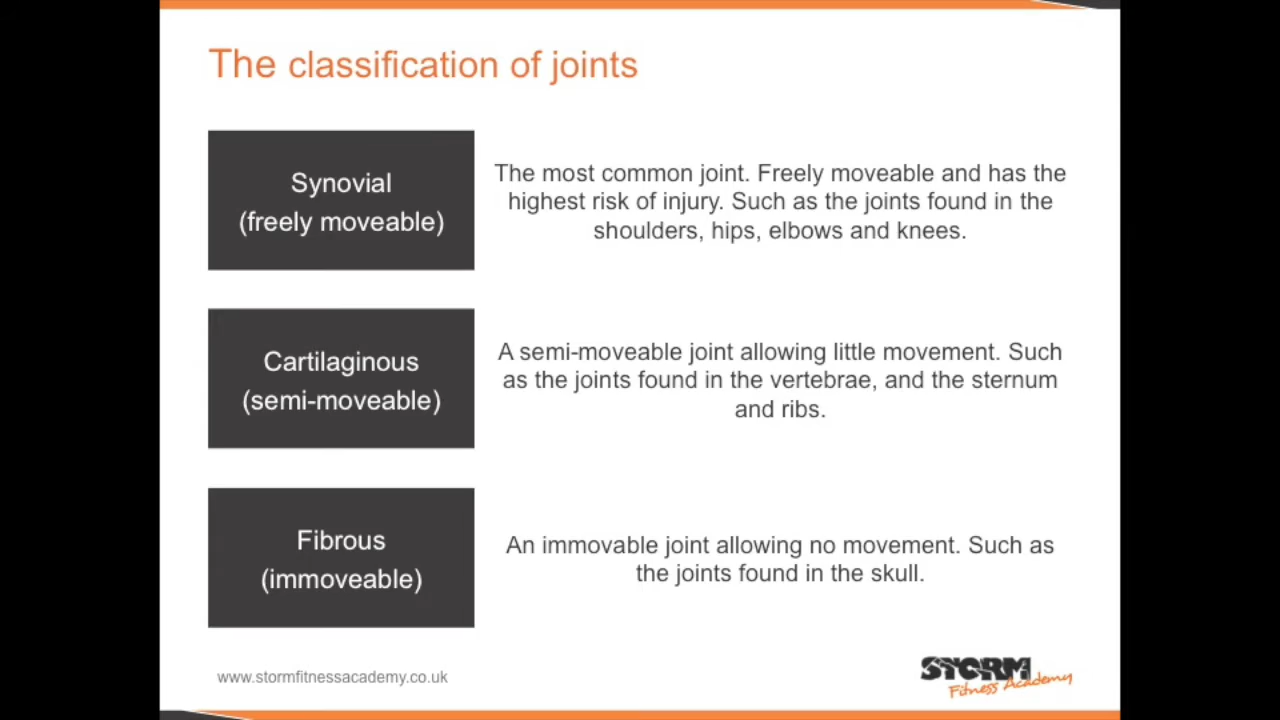 The classification of joints
Synovial
(freely moveable)
The most common joint. Freely moveable and has the
highest risk of injury. Such as the joints found in the
shoulders, hips, elbows and knees.
Cartilaginous
(semi-moveable)
A semi-moveable joint allowing little movement. Such
as the joints found in the vertebrae, and the sternum
and ribs.
Fibrous
(immoveable)
An immovable joint allowing no movement. Such as
the joints found in the skull.
www.stormfitnessacademy.co.uk
STORM
Fitness Academy